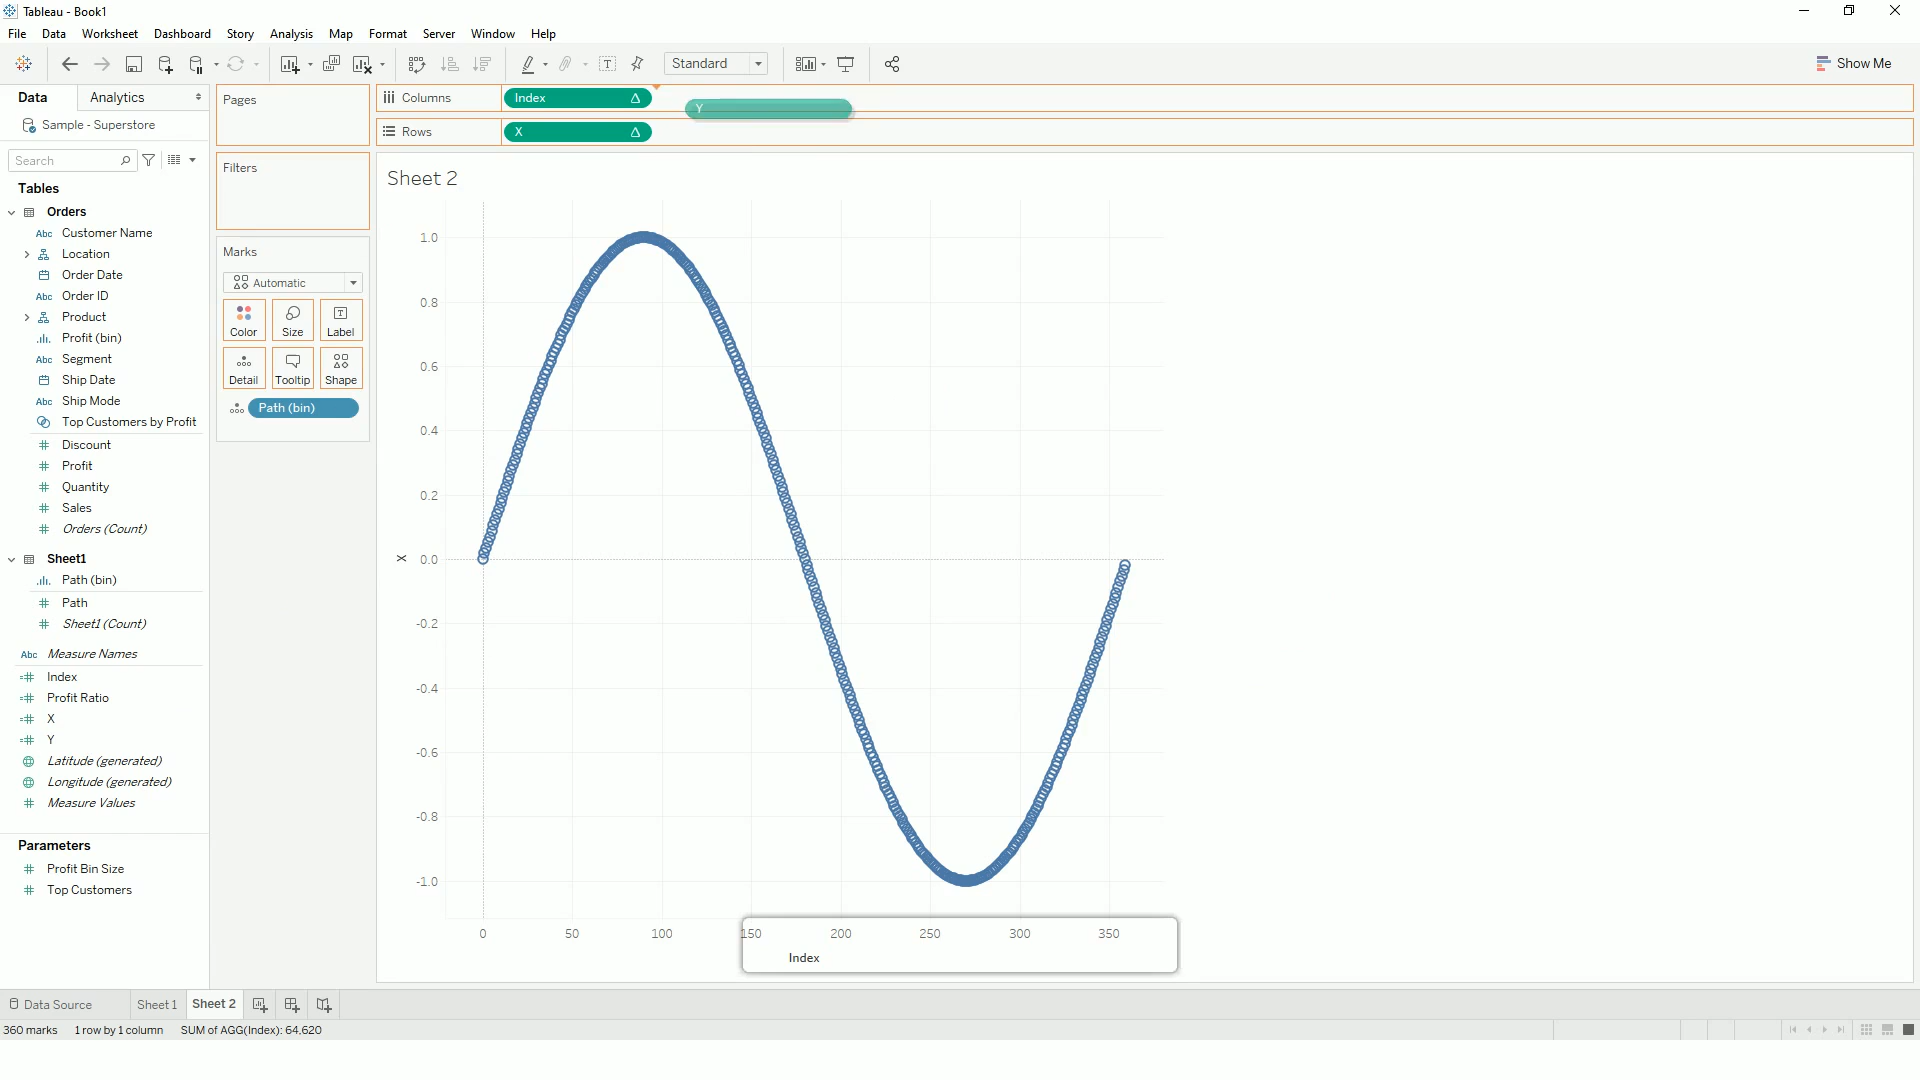 Tableau - Book1
File Data Worksheet Dashboard Story Analysis Map Format Server Window Help
Standard
Show Me
Data Analytics
Sample - Superstore
Search
Tables
Orders
Abc Customer Name
Location
Order Date
Abc Order ID
Product
Profit (bin)
Abc Segment
Ship Date
Abc Ship Mode
Top Customers by Profit
# Discount
# Profit
# Quantity
# Sales
# Orders (Count)
Sheet1
Path (bin)
# Path
# Sheet1 (Count)
Abc Measure Names
=# Index
=# Profit Ratio
=# X
=# Y
Latitude (generated)
Longitude (generated)
# Measure Values
Parameters
# Profit Bin Size
# Top Customers
Pages
Filters
Marks
Automatic
Color Size Label
Detail Tooltip Shape
Path (bin)
Columns Index Δ
Y
Rows X Δ
Sheet 2
1.0
0.8
0.6
0.4
0.2
0.0
-0.2
-0.4
-0.6
-0.8
-1.0
X
0 50 100 150 200 250 300 350
Index
Data Source Sheet 1 Sheet 2
360 marks 1 row by 1 column SUM of AGG(Index): 64,620